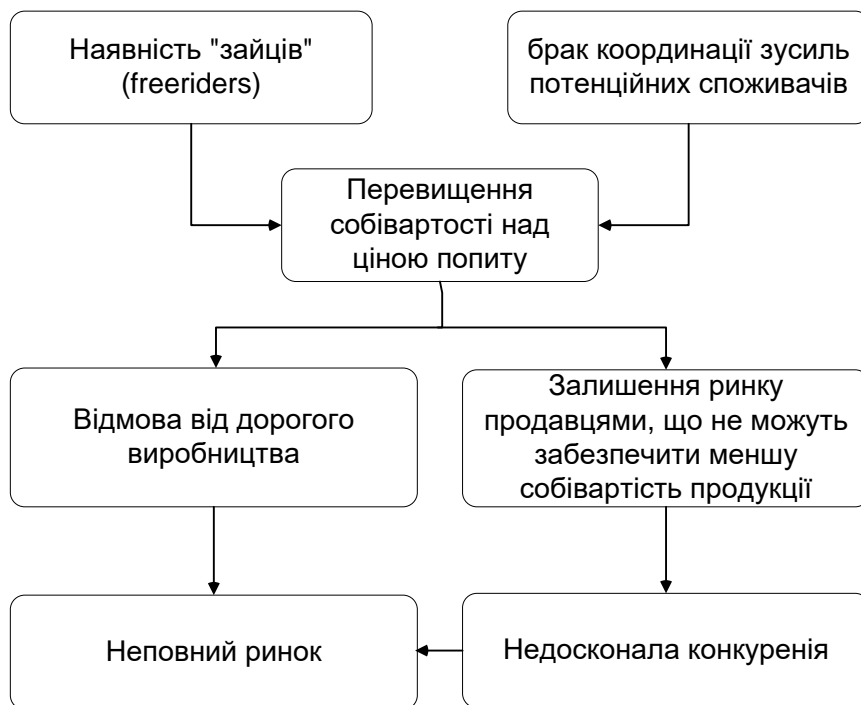 Наявність "зайців"
(freeriders)
брак координації зусиль
потенційних споживачів
Перевищення
собівартості над
ціною попиту
Відмова від дорогого
виробництва
Залишення ринку
продавцями, що не можуть
забезпечити меншу
собівартість продукції
Неповний ринок
Недосконала конкуренія